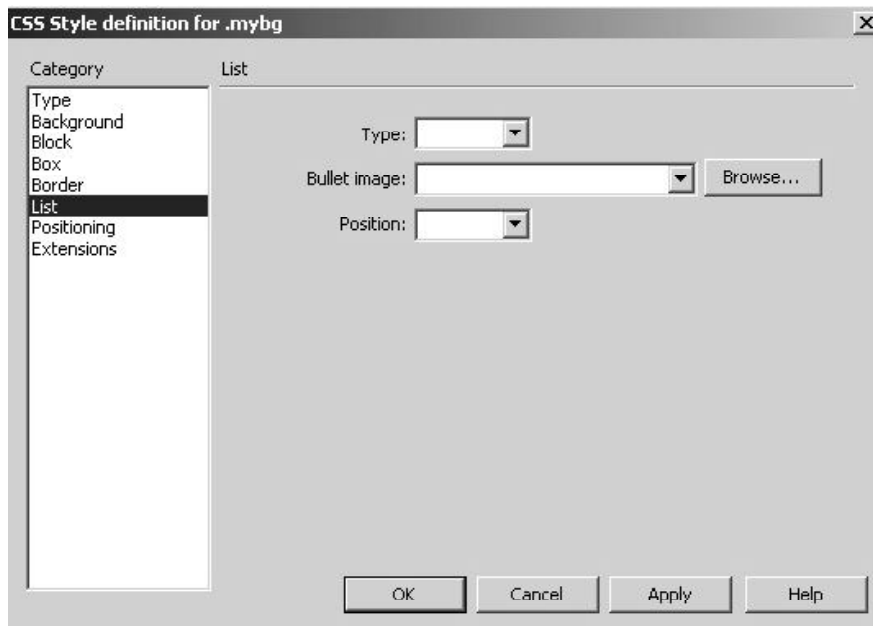 CSS Style definition for .mybg
Category
List
Type
Background
Block
Box
Border
List
Positioning
Extensions
Type:
Bullet image:
Browse...
Position:
OK
Cancel
Apply
Help